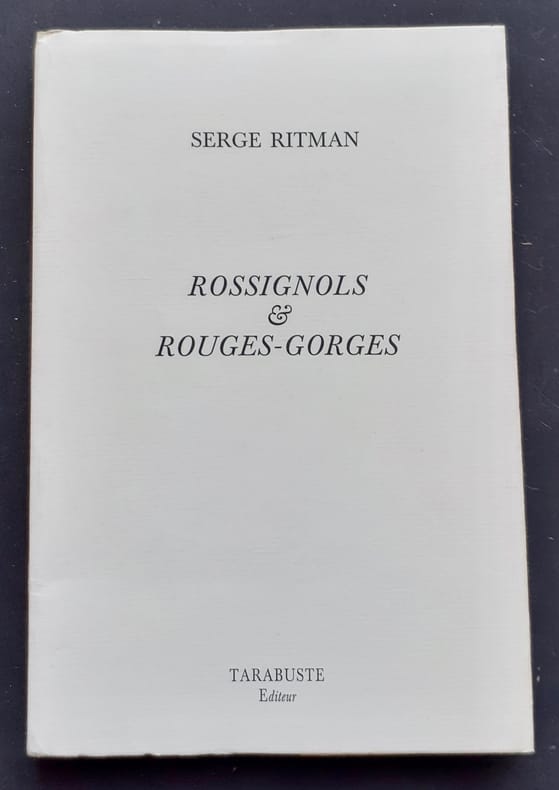 SERGE RITMAN
ROSSIGNOLS
&
ROUGES-GORGES
TARABUSTE
Editeur